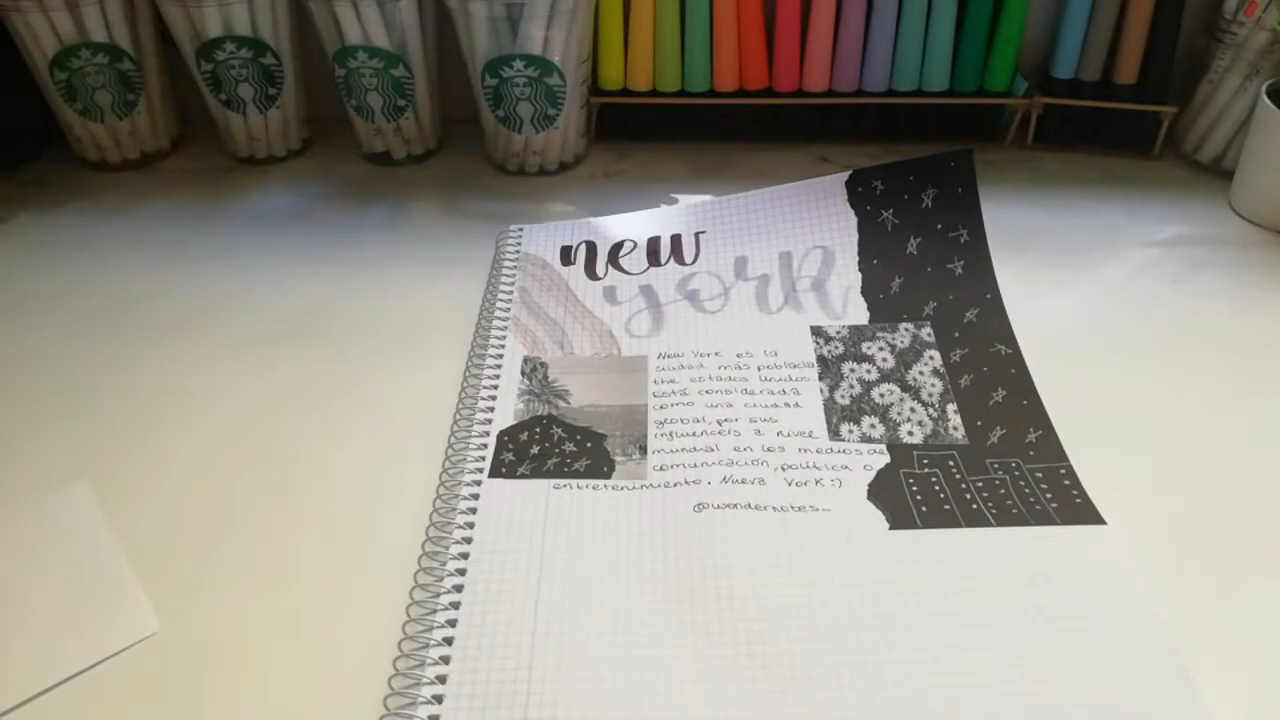 new
york
New York es la
ciudad más poblada
the estados Unidos.
Está considerada
como una ciudad
global, por sus
influencers a nivel
mundial en los medios de
comunicación, política o
entretenimiento. Nueva York :)
@wondernotes_